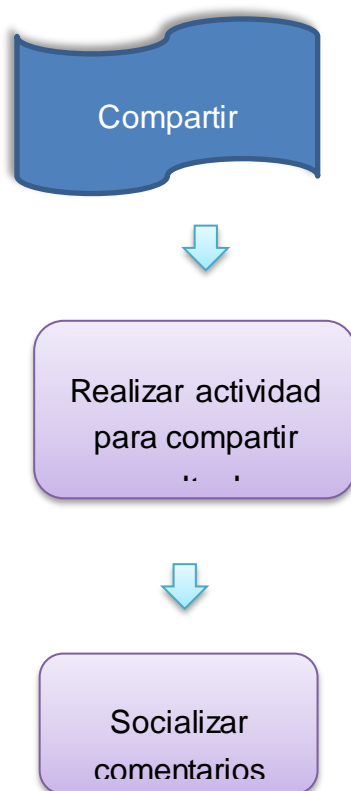 Compartir
Realizar actividad
para compartir
Socializar
comentarios